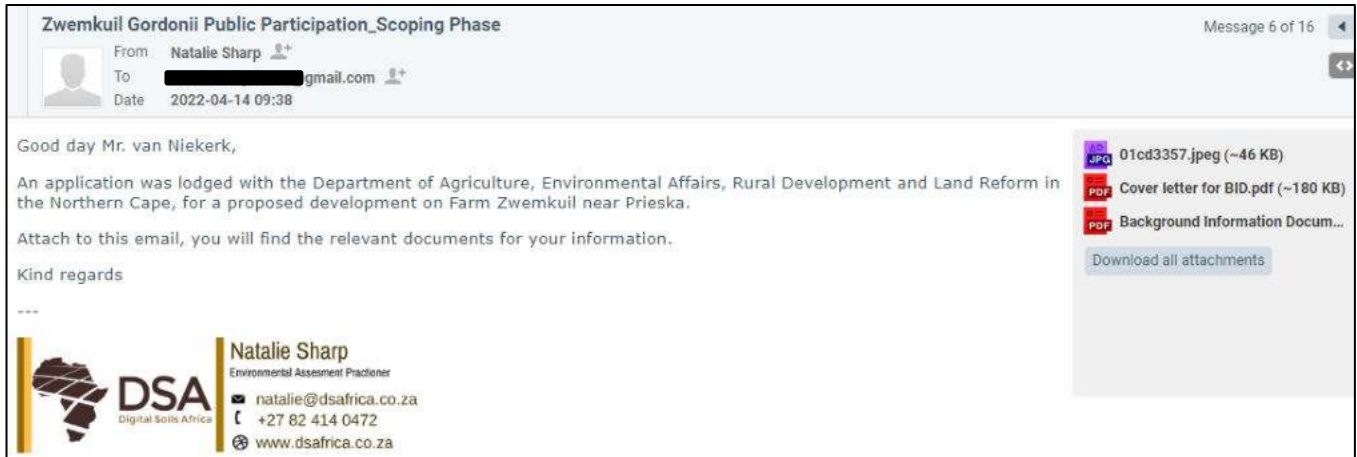 Zwemkuil Gordonii Public Participation_Scoping Phase
Message 6 of 16
From Natalie Sharp
To gmail.com
Date 2022-04-14 09:38
Good day Mr. van Niekerk,
An application was lodged with the Department of Agriculture, Environmental Affairs, Rural Development and Land Reform in
the Northern Cape, for a proposed development on Farm Zwemkuil near Prieska.
Attach to this email, you will find the relevant documents for your information.
Kind regards
---
JPG 01cd3357.jpeg (~46 KB)
PDF Cover letter for BID.pdf (~180 KB)
PDF Background Information Docum...
Download all attachments
DSA
Digital Soils Africa
Natalie Sharp
Environmental Assesment Practioner
natalie@dsafrica.co.za
+27 82 414 0472
www.dsafrica.co.za